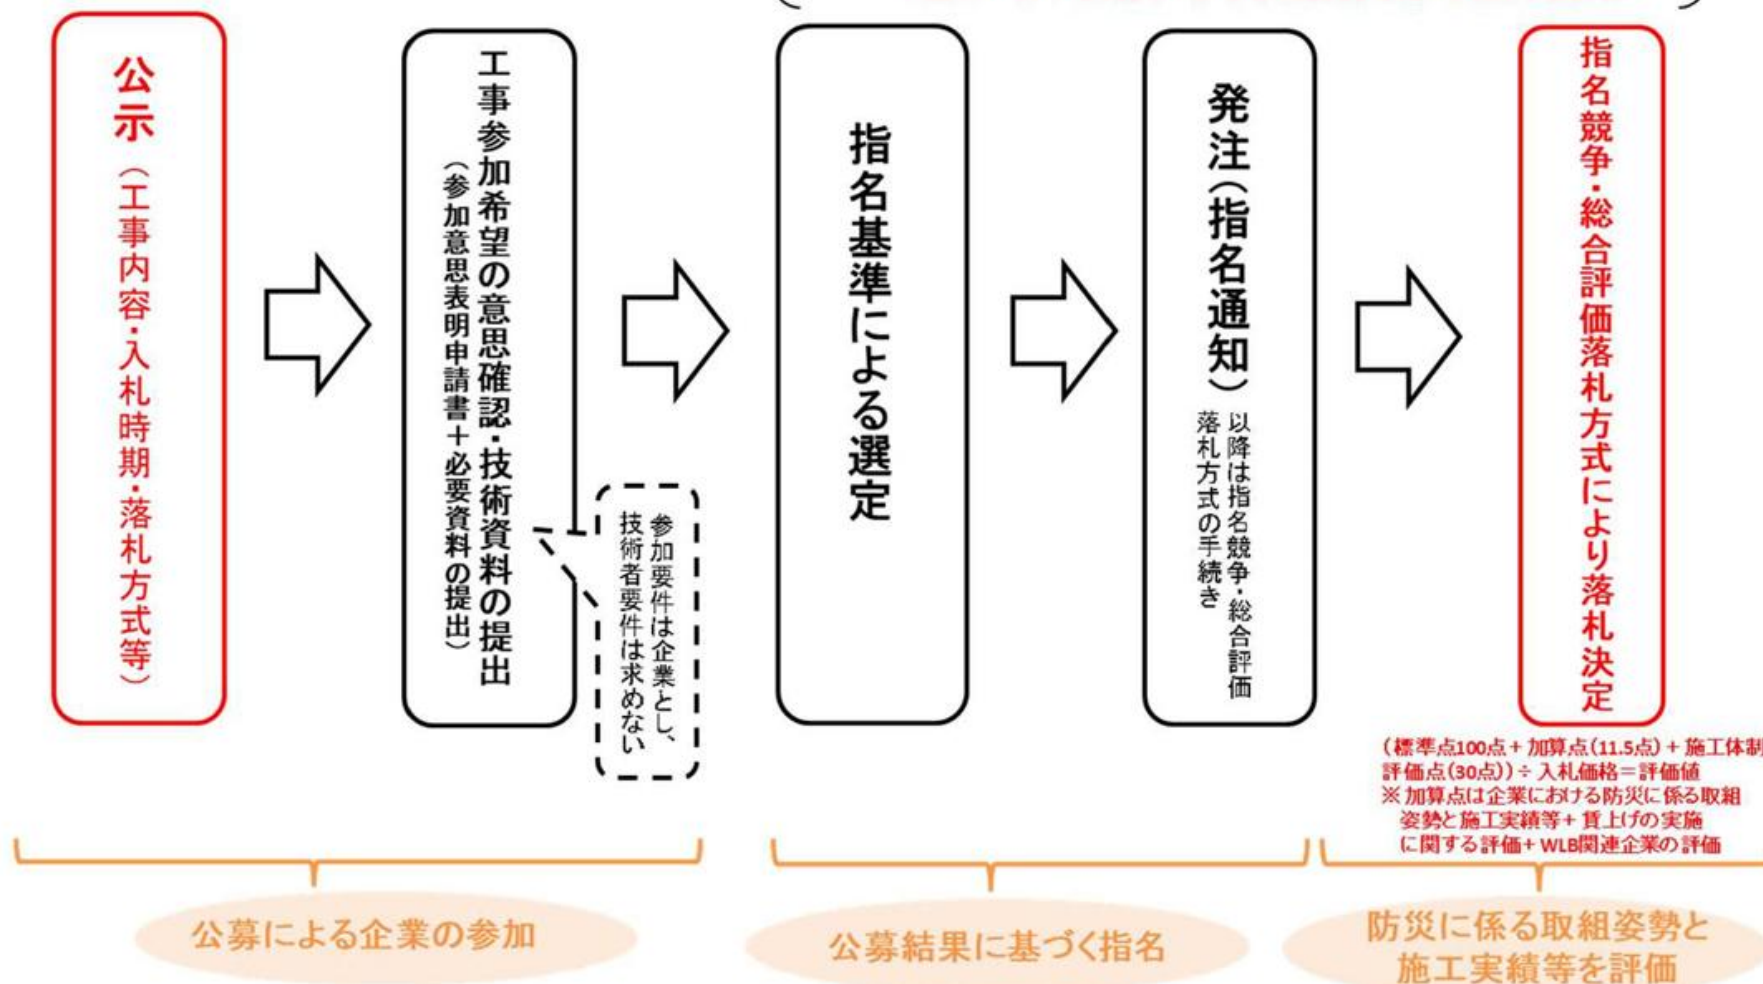 公示（工事内容・入札時期・落札方式等）
工事参加希望の意思確認・技術資料の提出
（参加意思表明申請書＋必要資料の提出）
参加要件は企業とし、
技術者要件は求めない
指名基準による選定
発注（指名通知）
以降は指名競争・総合評価
落札方式の手続き
指名競争・総合評価落札方式により落札決定
（標準点100点＋加算点(11.5点)＋施工体制
評価点(30点))÷入札価格＝評価値
※加算点は企業における防災に係る取組
姿勢と施工実績等＋賃上げの実施
に関する評価＋WLB関連企業の評価
公募による企業の参加
公募結果に基づく指名
防災に係る取組姿勢と
施工実績等を評価